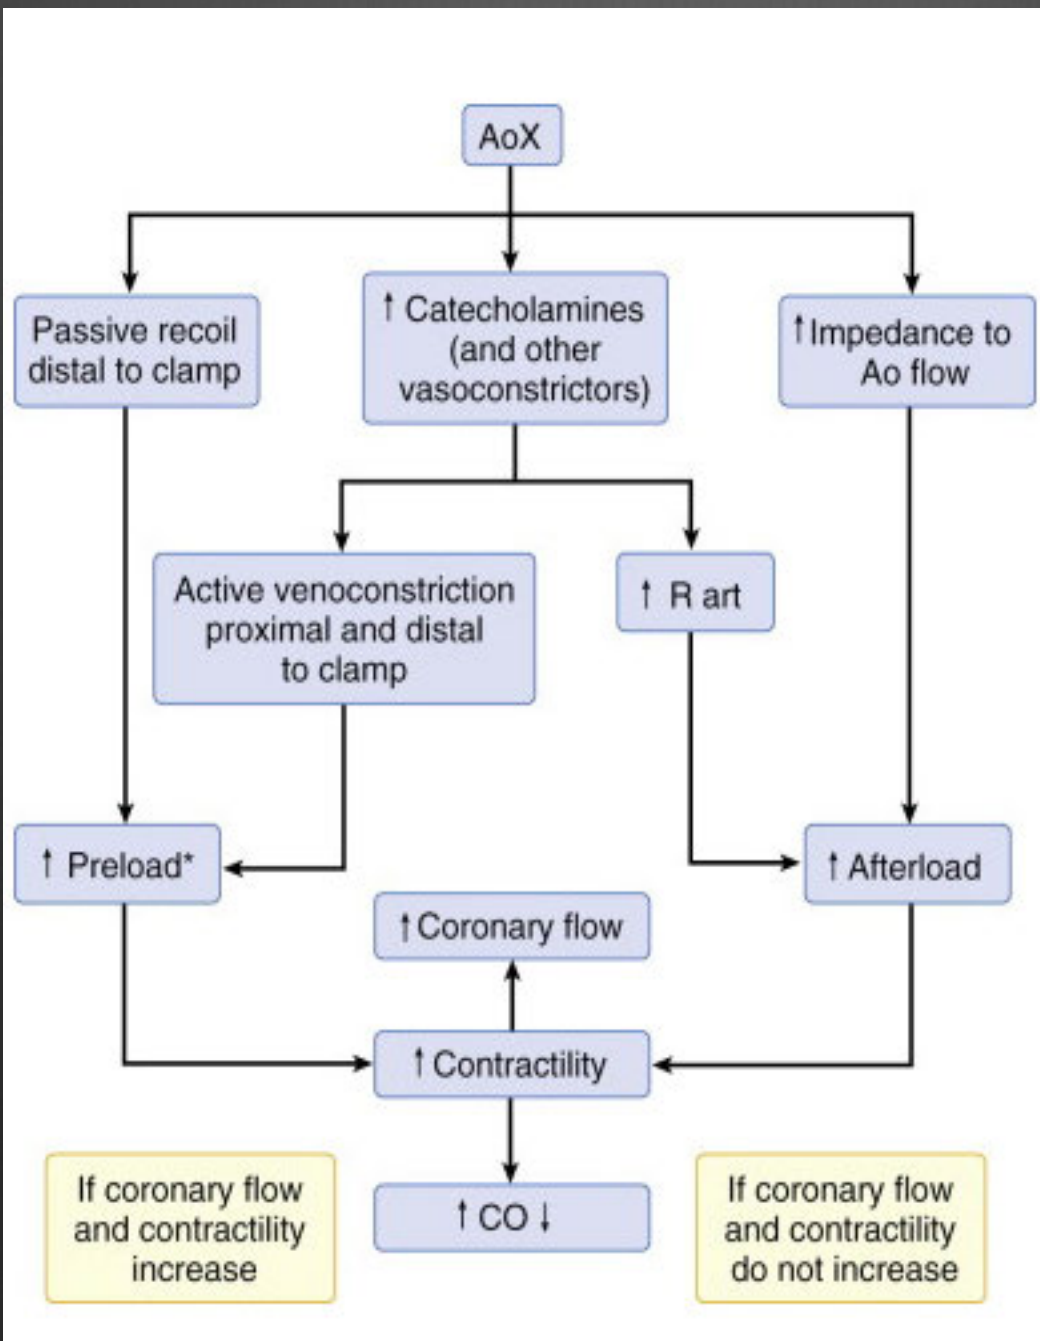 AoX
Passive recoil
distal to clamp
↑ Catecholamines
(and other
vasoconstrictors)
↑ Impedance to
Ao flow
Active venoconstriction
proximal and distal
to clamp
↑ R art
↑ Preload*
↑ Afterload
↑ Coronary flow
↑ Contractility
If coronary flow
and contractility
increase
↑ CO ↓
If coronary flow
and contractility
do not increase